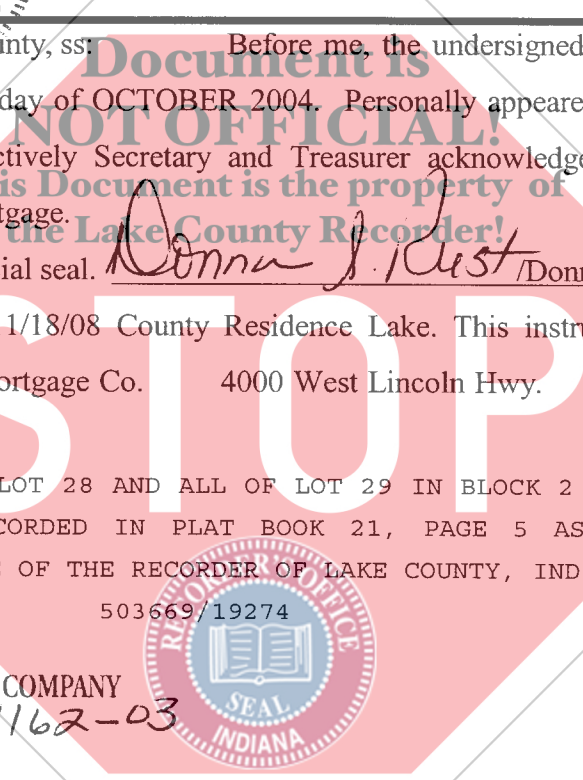 unty, ss: Before me, the undersigned
Document is
day of OCTOBER 2004. Personally appeare
NOT OFFICIAL!
ctively Secretary and Treasurer acknowledge
is Document is the property of
tgage.
the Lake County Recorder!
cial seal. Donna J. Rust /Donn
1/18/08 County Residence Lake. This instru
ortgage Co. 4000 West Lincoln Hwy.
STOP
LOT 28 AND ALL OF LOT 29 IN BLOCK 2
CORDED IN PLAT BOOK 21, PAGE 5 AS
OF THE RECORDER OF LAKE COUNTY, IND
503669/19274
RECORDER'S OFFICE
SEAL
INDIANA
COMPANY
162-03